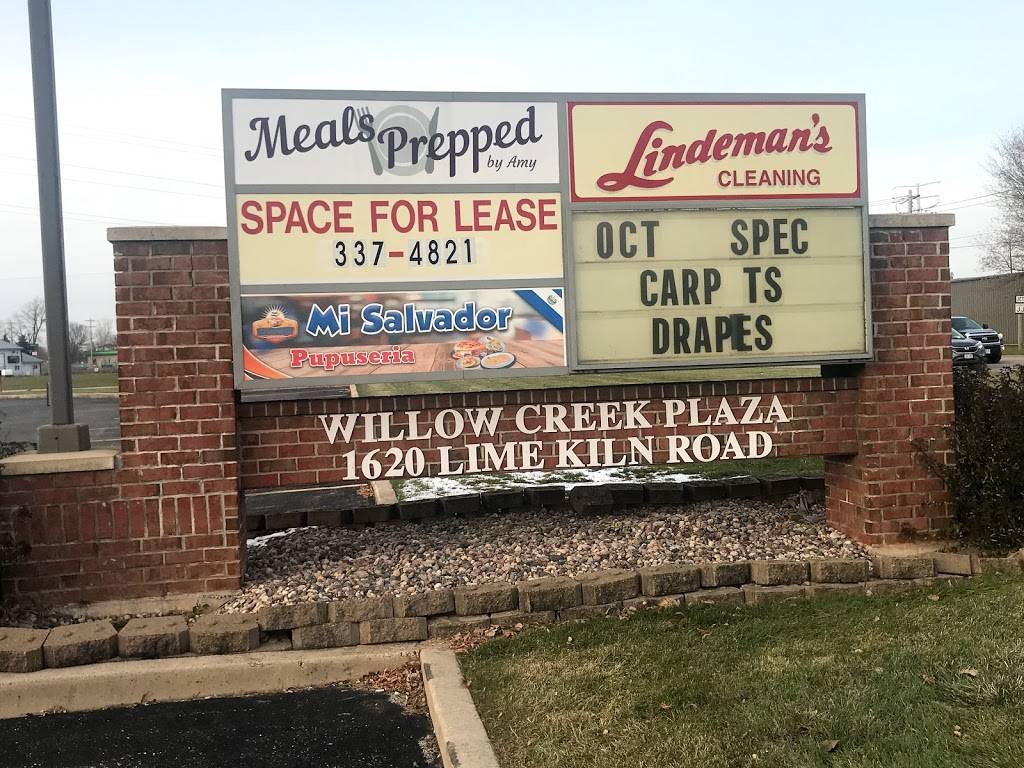 Meals Prepped
by Amy
SPACE FOR LEASE
337-4821
Mi Salvador
Pupuseria
Lindeman's
CLEANING
OCT SPEC
CARP TS
DRAPES
WILLOW CREEK PLAZA
1620 LIME KILN ROAD